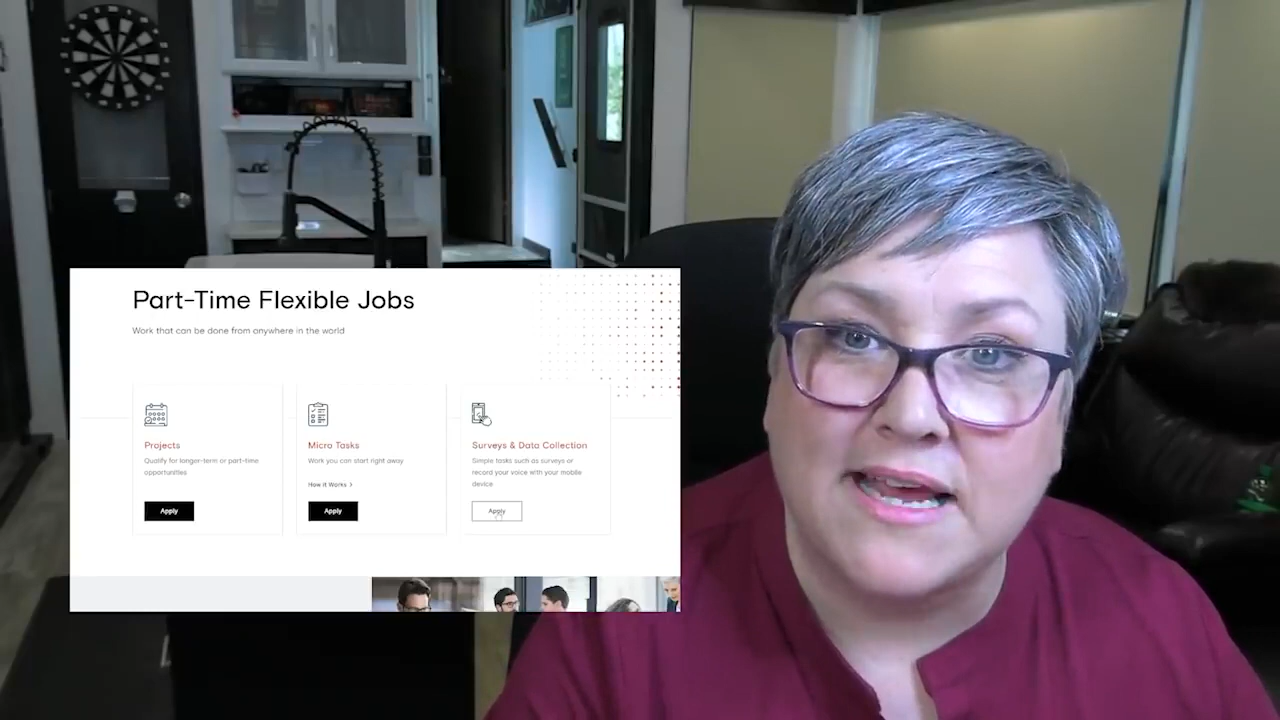 Part-Time Flexible Jobs
Work that can be done from anywhere in the world
Projects
Qualify for longer-term or part-time
opportunities
Apply
Micro Tasks
Work you can start right away
How it Works >
Apply
Surveys & Data Collection
Simple tasks such as surveys or
record your voice with your mobile
device
Apply